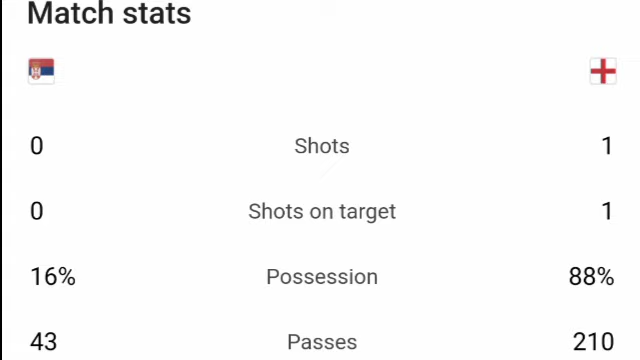 Match stats
0 Shots 1
0 Shots on target 1
16% Possession 88%
43 Passes 210